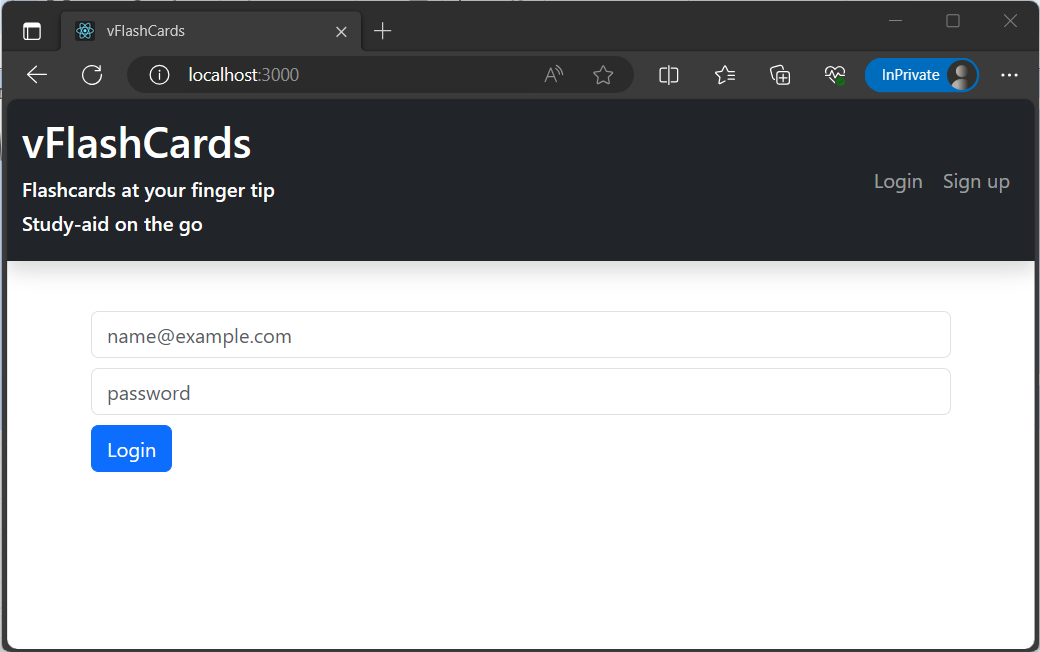 vFlashCards
localhost:3000
InPrivate
vFlashCards
Flashcards at your finger tip
Study-aid on the go
Login
Sign up
name@example.com
password
Login